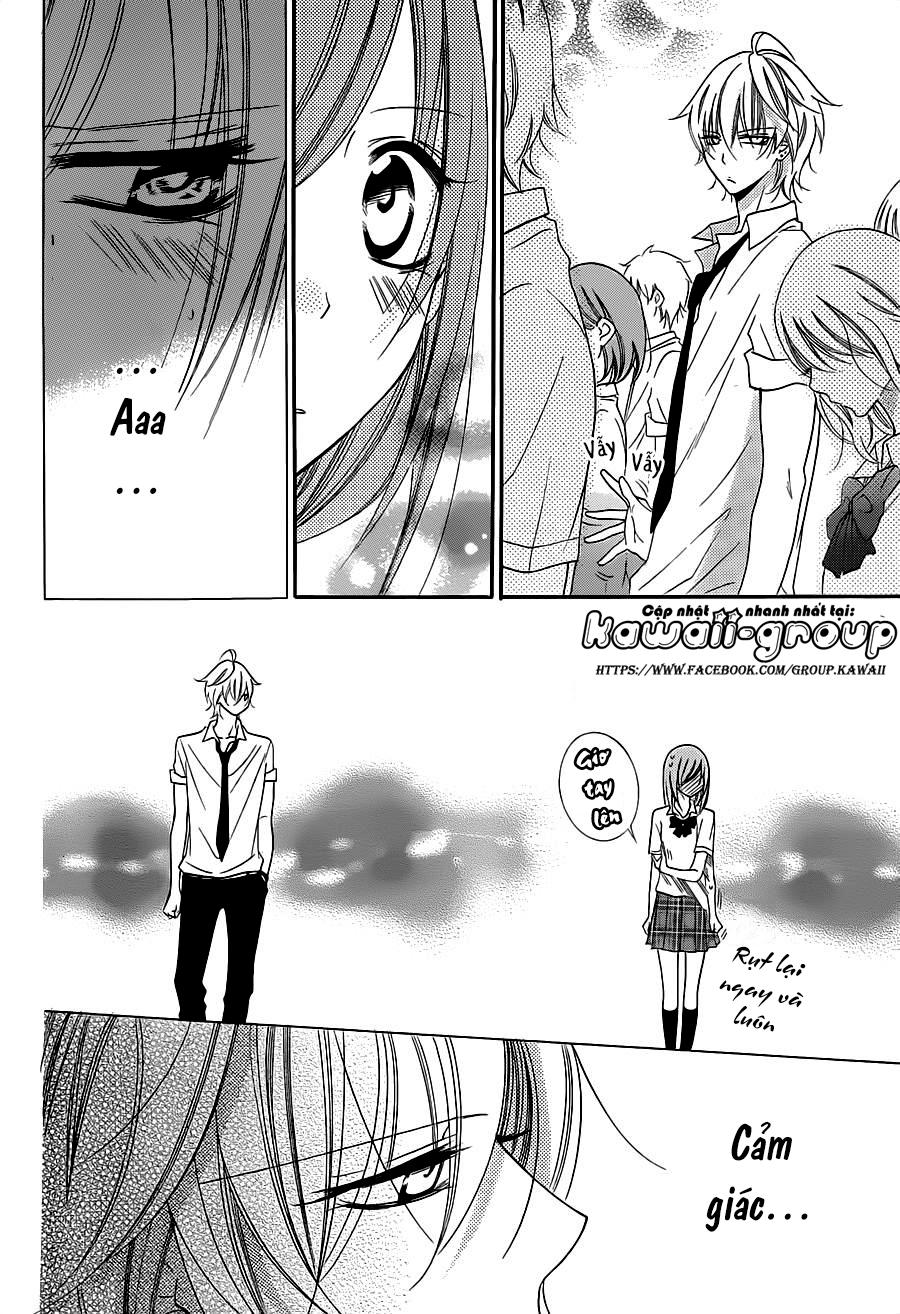 Vẫy
Vẫy
...
Aaa
...
Cập nhật nhanh nhất tại:
kawaii-group
HTTPS://WWW.FACEBOOK.COM/GROUP.KAWAII
Giơ
tay
lên
Rụt lại
ngay và
luôn
Cảm
giác...